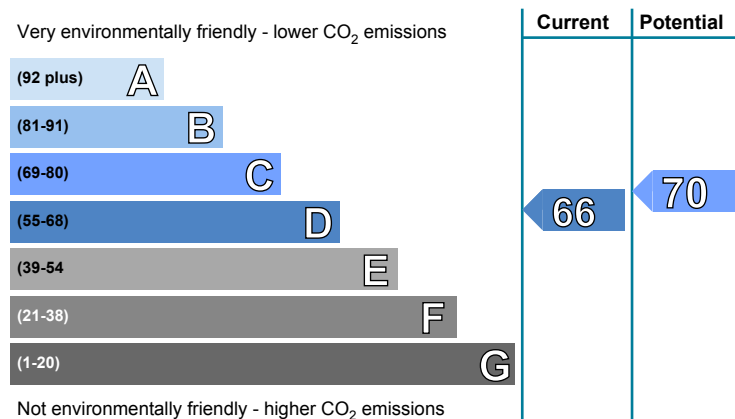 Current Potential
Very environmentally friendly - lower CO₂ emissions
(92 plus) A
(81-91) B
(69-80) C
(55-68) D
(39-54 E
(21-38) F
(1-20) G
66
70
Not environmentally friendly - higher CO₂ emissions